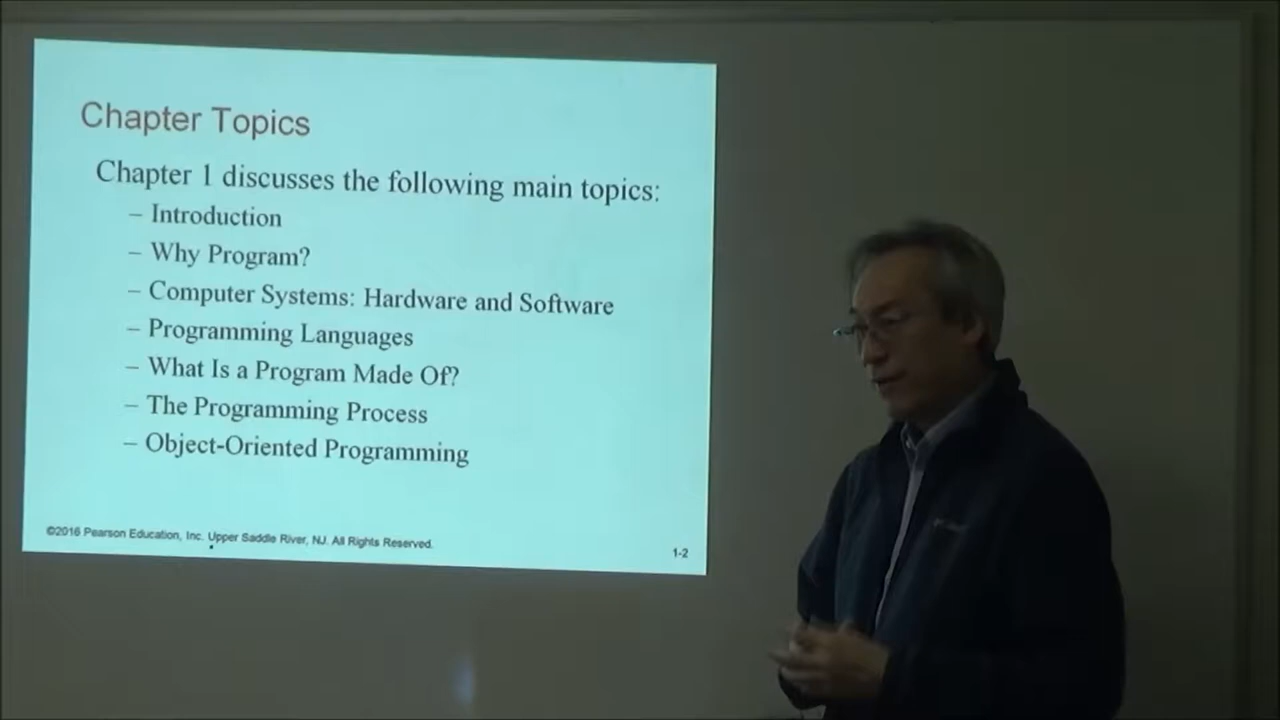 Chapter Topics
Chapter 1 discusses the following main topics:
– Introduction
– Why Program?
– Computer Systems: Hardware and Software
– Programming Languages
– What Is a Program Made Of?
– The Programming Process
– Object-Oriented Programming
©2016 Pearson Education, Inc. Upper Saddle River, NJ. All Rights Reserved.
1-2